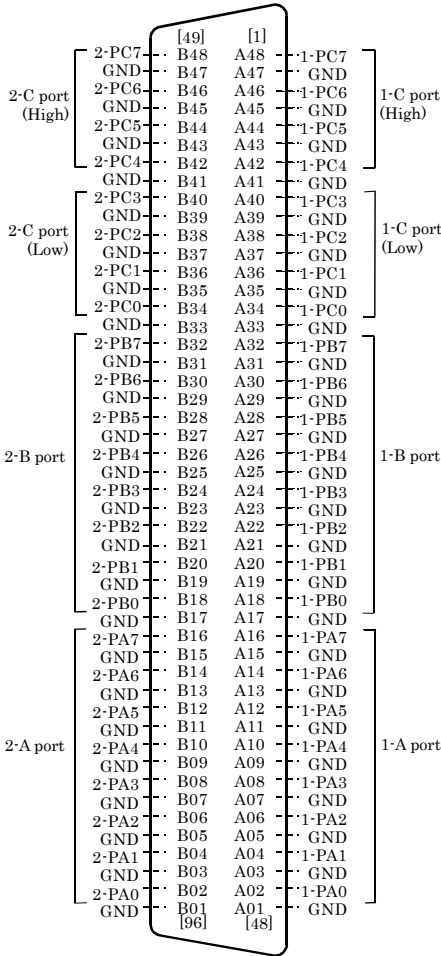 [49] [1]
2-PC7 B48 A48 1-PC7
GND B47 A47 GND
2-C port (High) 2-PC6 B46 A46 1-PC6 1-C port (High)
GND B45 A45 GND
2-PC5 B44 A44 1-PC5
GND B43 A43 GND
2-PC4 B42 A42 1-PC4
GND B41 A41 GND
2-PC3 B40 A40 1-PC3
GND B39 A39 GND
2-C port (Low) 2-PC2 B38 A38 1-PC2 1-C port (Low)
GND B37 A37 GND
2-PC1 B36 A36 1-PC1
GND B35 A35 GND
2-PC0 B34 A34 1-PC0
GND B33 A33 GND
2-PB7 B32 A32 1-PB7
GND B31 A31 GND
2-PB6 B30 A30 1-PB6
GND B29 A29 GND
2-PB5 B28 A28 1-PB5
GND B27 A27 GND
2-B port 2-PB4 B26 A26 1-PB4 1-B port
GND B25 A25 GND
2-PB3 B24 A24 1-PB3
GND B23 A23 GND
2-PB2 B22 A22 1-PB2
GND B21 A21 GND
2-PB1 B20 A20 1-PB1
GND B19 A19 GND
2-PB0 B18 A18 1-PB0
GND B17 A17 GND
2-PA7 B16 A16 1-PA7
GND B15 A15 GND
2-PA6 B14 A14 1-PA6
GND B13 A13 GND
2-PA5 B12 A12 1-PA5
GND B11 A11 GND
2-A port 2-PA4 B10 A10 1-PA4 1-A port
GND B09 A09 GND
2-PA3 B08 A08 1-PA3
GND B07 A07 GND
2-PA2 B06 A06 1-PA2
GND B05 A05 GND
2-PA1 B04 A04 1-PA1
GND B03 A03 GND
2-PA0 B02 A02 1-PA0
GND B01 A01 GND
[96] [48]